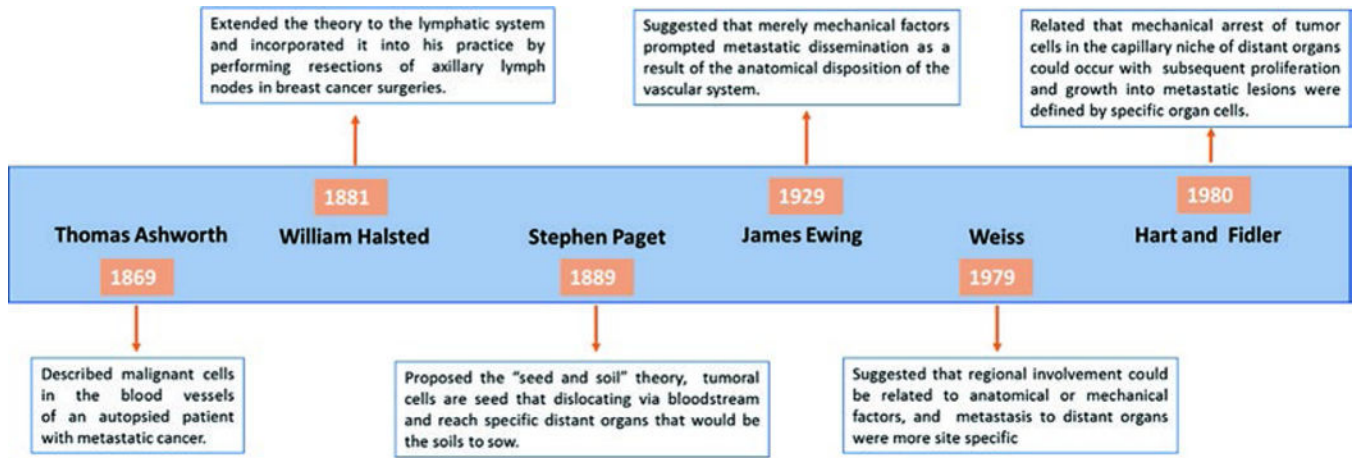 Extended the theory to the lymphatic system
and incorporated it into his practice by
performing resections of axillary lymph
nodes in breast cancer surgeries.
Suggested that merely mechanical factors
prompted metastatic dissemination as a
result of the anatomical disposition of the
vascular system.
Related that mechanical arrest of tumor
cells in the capillary niche of distant organs
could occur with subsequent proliferation
and growth into metastatic lesions were
defined by specific organ cells.
1881
1929
1980
Thomas Ashworth
William Halsted
Stephen Paget
James Ewing
Weiss
Hart and Fidler
1869
1889
1979
Described malignant cells
in the blood vessels
of an autopsied patient
with metastatic cancer.
Proposed the “seed and soil” theory, tumoral
cells are seed that dislocating via bloodstream
and reach specific distant organs that would be
the soils to sow.
Suggested that regional involvement could
be related to anatomical or mechanical
factors, and metastasis to distant organs
were more site specific